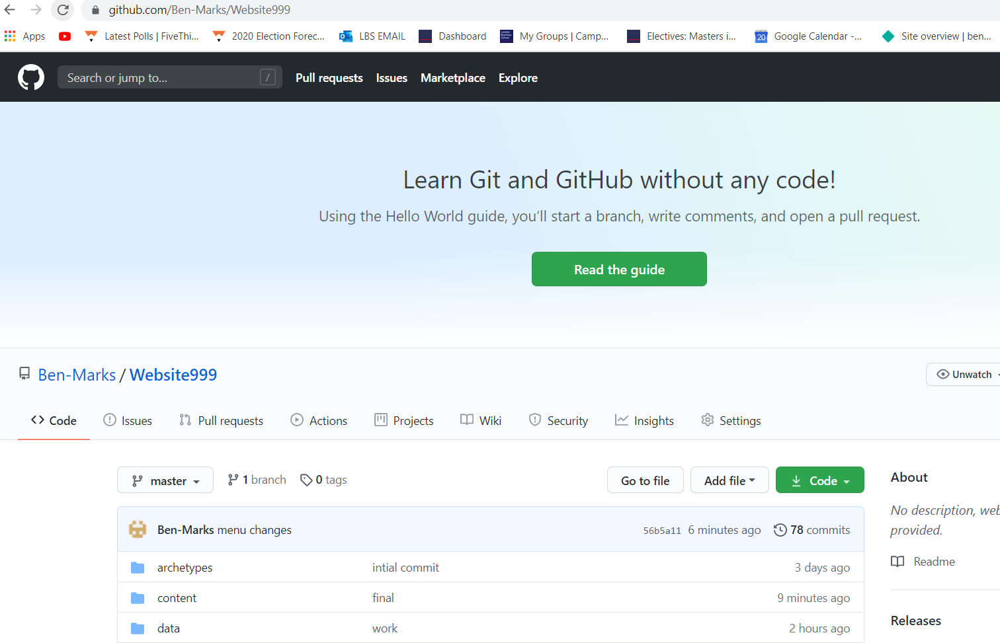 github.com/Ben-Marks/Website999
Apps Latest Polls | FiveThi... 2020 Election Forec... LBS EMAIL Dashboard London Business School My Groups | Camp... Electives: Masters i... 20 Google Calendar -... Site overview | ben...
Search or jump to... / Pull requests Issues Marketplace Explore
Learn Git and GitHub without any code!
Using the Hello World guide, you’ll start a branch, write comments, and open a pull request.
Read the guide
Ben-Marks / Website999 Unwatch
Code Issues Pull requests Actions Projects Wiki Security Insights Settings
master 1 branch 0 tags Go to file Add file Code About
Ben-Marks menu changes 56b5a11 6 minutes ago 78 commits
No description, web
provided.
archetypes intial commit 3 days ago
Readme
content final 9 minutes ago
data work 2 hours ago
Releases